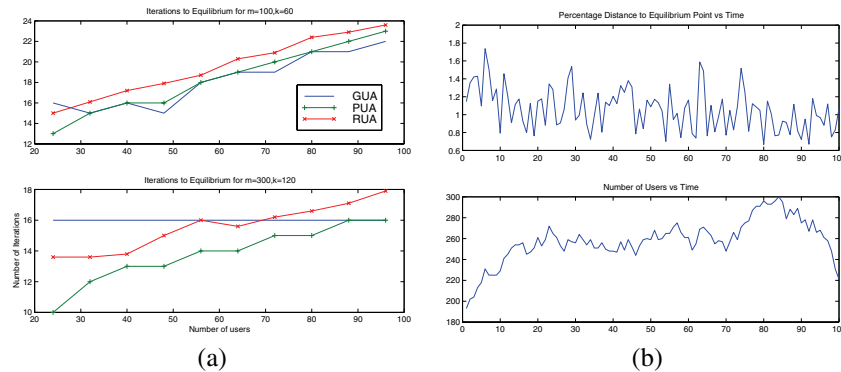 Iterations to Equilibrium for m=100,k=60
24
22
20
18
16
14
12
20 30 40 50 60 70 80 90 100
GUA
PUA
RUA
Iterations to Equilibrium for m=300,k=120
18
16
14
12
10
Number of Iterations
20 30 40 50 60 70 80 90 100
Number of users
(a)
Percentage Distance to Equilibrium Point vs Time
2
1.8
1.6
1.4
1.2
1
0.8
0.6
0 10 20 30 40 50 60 70 80 90 100
Number of Users vs Time
300
280
260
240
220
200
180
0 10 20 30 40 50 60 70 80 90 100
(b)